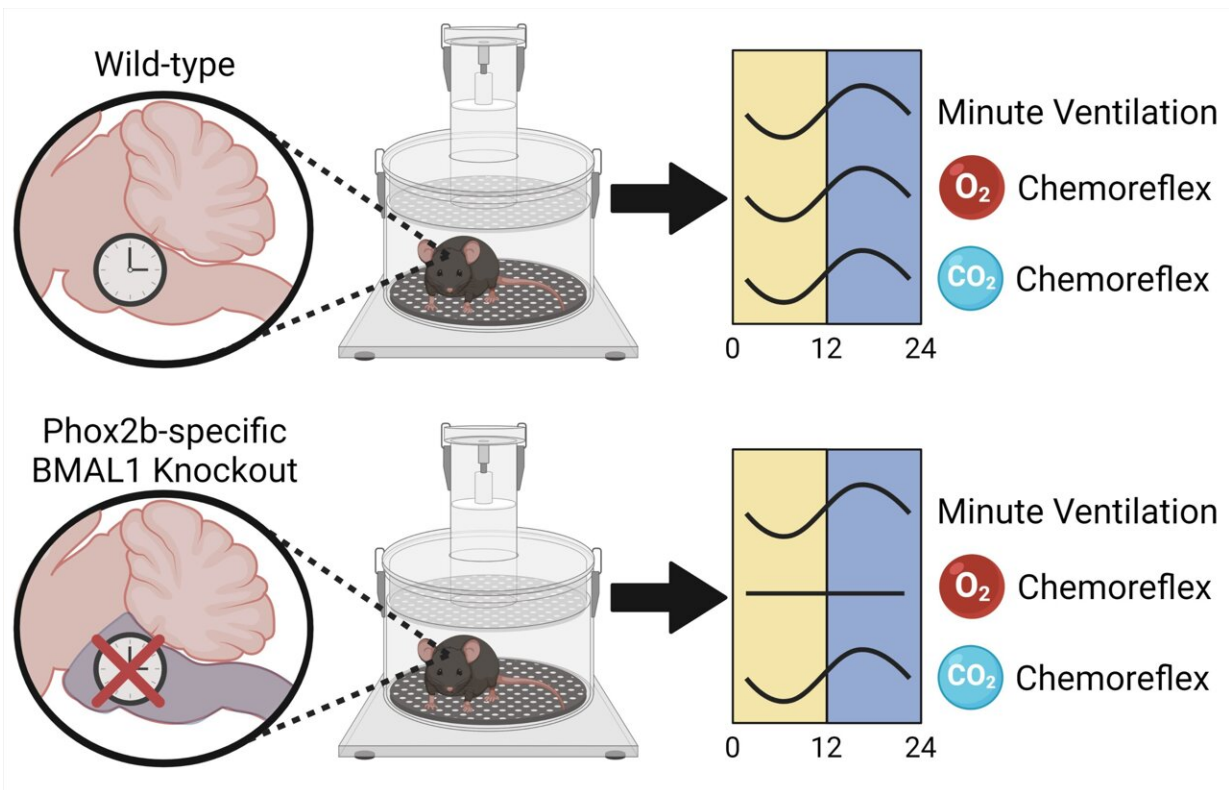 Wild-type
Minute Ventilation
O2 Chemoreflex
CO2 Chemoreflex
0 12 24
Phox2b-specific
BMAL1 Knockout
Minute Ventilation
O2 Chemoreflex
CO2 Chemoreflex
0 12 24